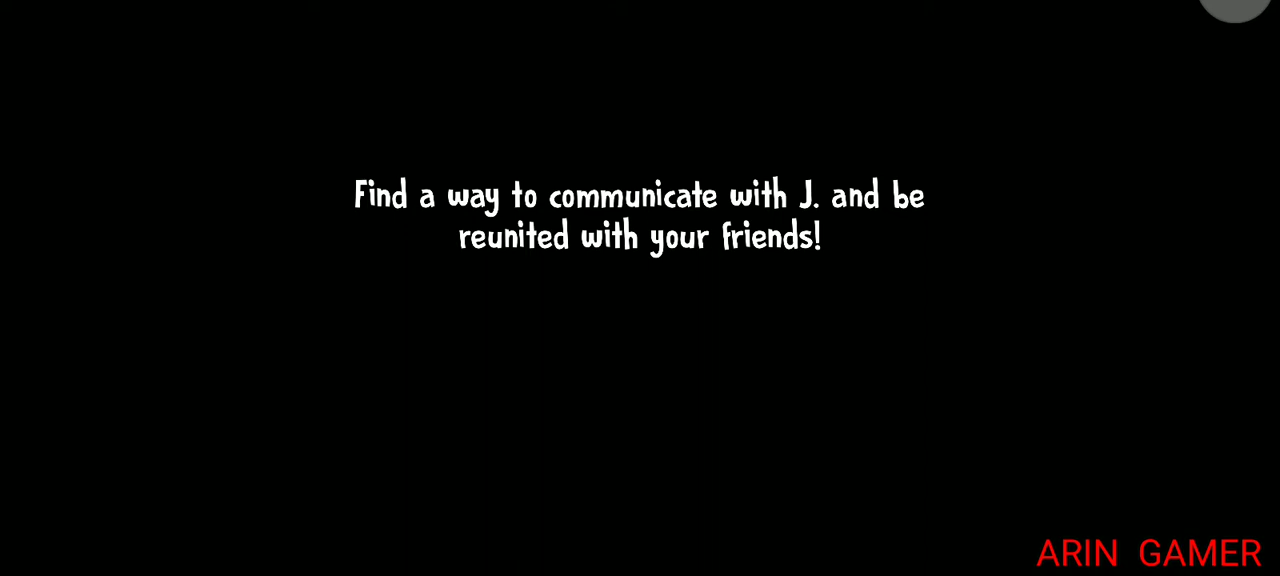 Find a way to communicate with J. and be
reunited with your friends!
ARIN GAMER